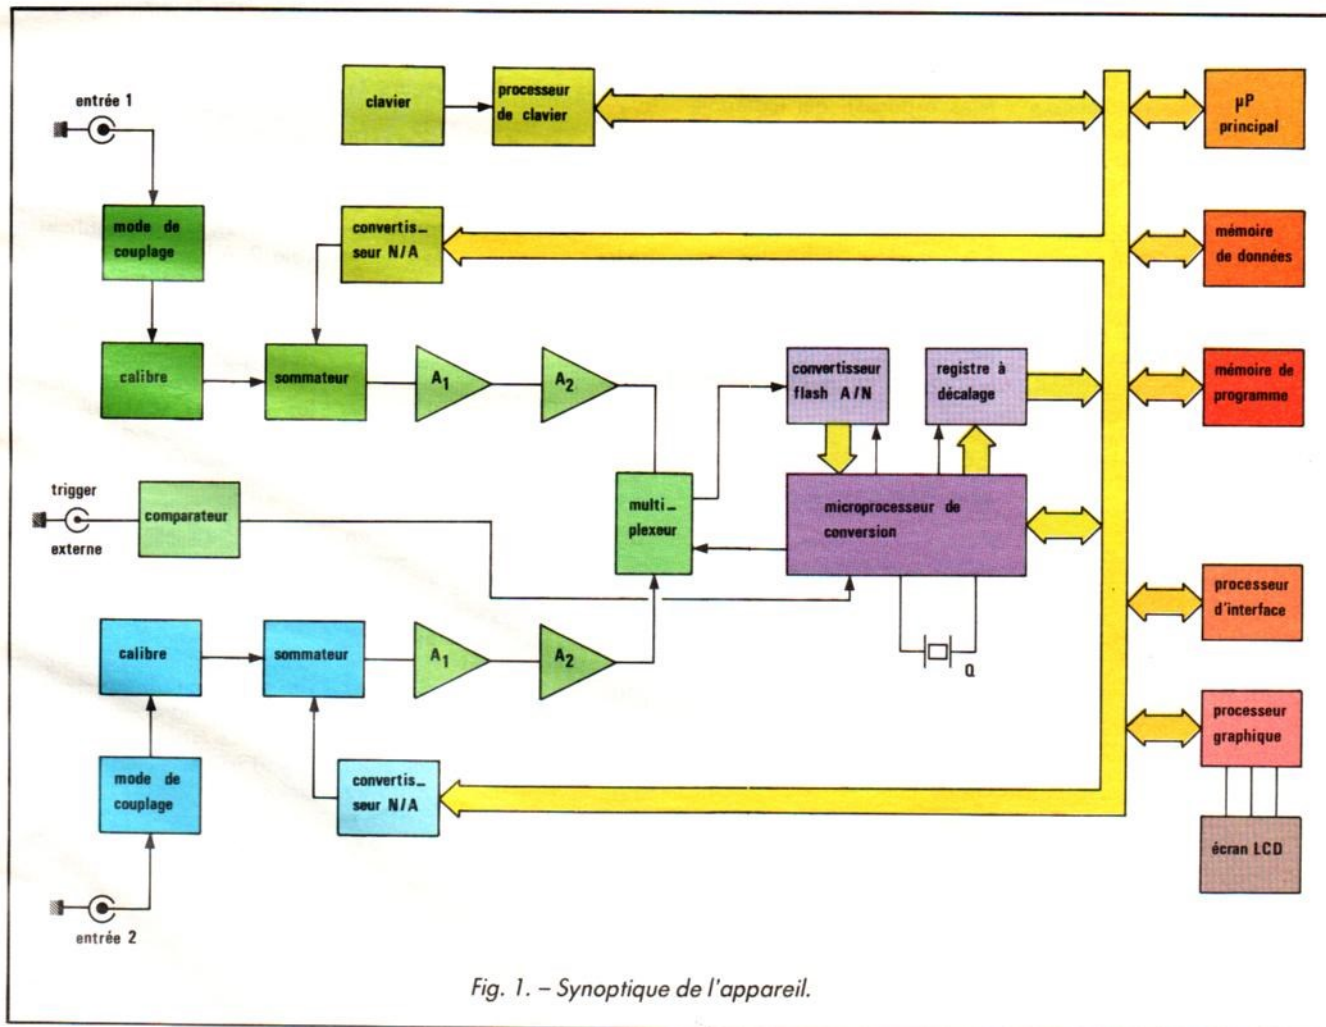 entrée 1
clavier
processeur
de clavier
µP
principal
mode de
couplage
convertis_
seur N/A
mémoire
de données
calibre
sommateur
A1
A2
convertisseur
flash A/N
registre à
décalage
mémoire de
programme
trigger
externe
comparateur
multi_
plexeur
microprocesseur de
conversion
processeur
d'interface
calibre
sommateur
A1
A2
Q
processeur
graphique
mode de
couplage
convertis_
seur N/A
écran LCD
entrée 2
Fig. 1. – Synoptique de l'appareil.